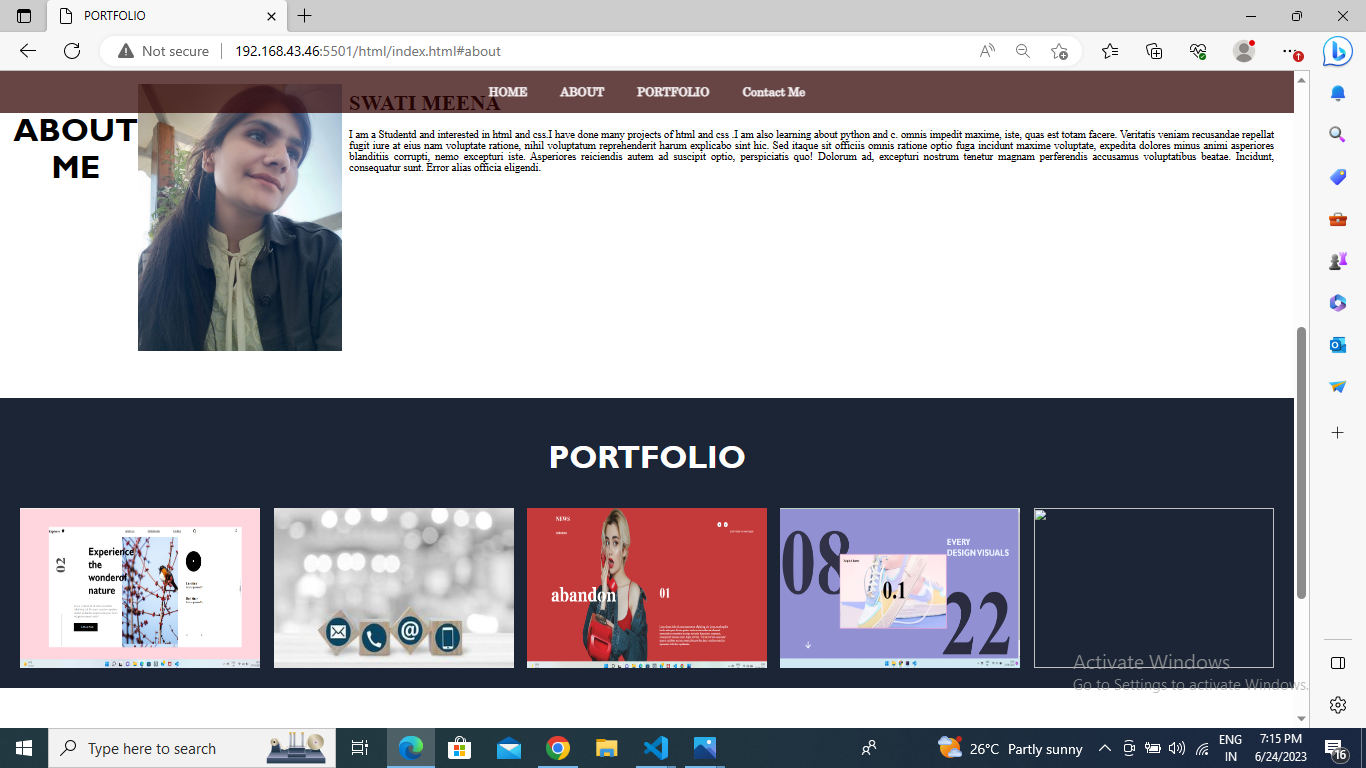 PORTFOLIO
Not secure
192.168.43.46:5501/html/index.html#about
HOME ABOUT PORTFOLIO Contact Me
SWATI MEENA
ABOUT
ME
I am a Studentd and interested in html and css.I have done many projects of html and css .I am also learning about python and c. omnis impedit maxime, iste, quas est totam facere. Veritatis veniam recusandae repellat
fugit iure at eius nam voluptate ratione, nihil voluptatum reprehenderit harum explicabo sint hic. Sed itaque sit officiis omnis ratione optio fuga incidunt maxime voluptate, expedita dolores minus animi asperiores
blanditiis corrupti, nemo excepturi iste. Asperiores reiciendis autem ad suscipit optio, perspiciatis quo! Dolorum ad, excepturi nostrum tenetur magnam perferendis accusamus voluptatibus beatae. Incidunt,
consequatur sunt. Error alias officia eligendi.
PORTFOLIO
02
Experience
the
wonderof
nature
@
NEWS
abandon
01
08
EVERY
DESIGN VISUALS
0.1
22
Activate Windows
Go to Settings to activate Windows.
Type here to search
26°C Partly sunny
ENG
IN
7:15 PM
6/24/2023
16